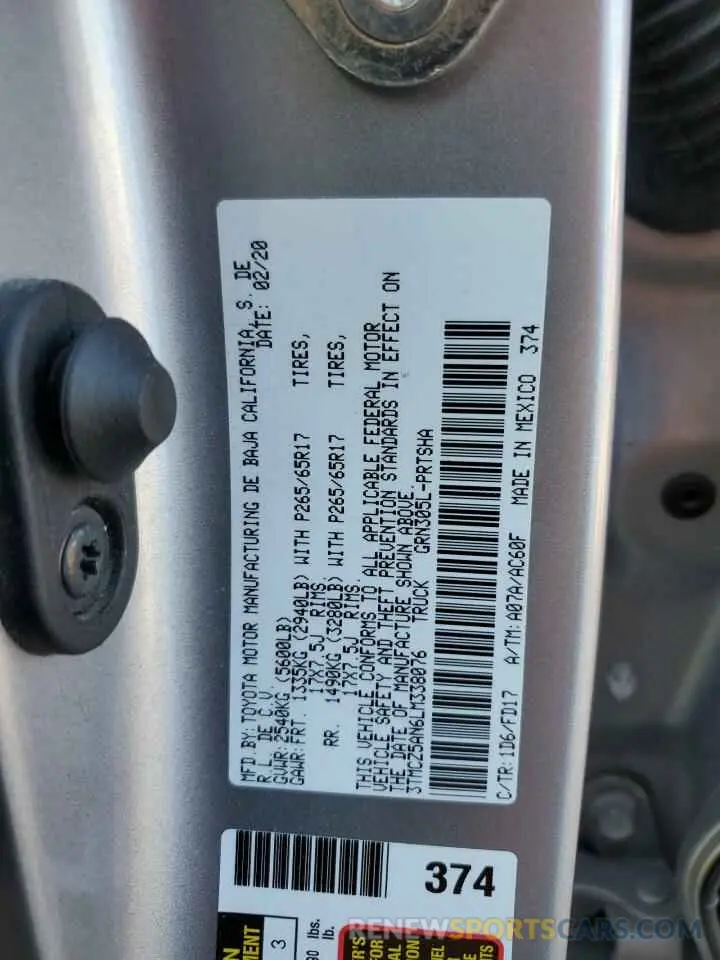 MFD.BY: TOYOTA MOTOR MANUFACTURING DE BAJA CALIFORNIA, S. DE
R.L. DE C.V. DATE: 02/20
GVWR:2540KG (5600LB)
GAWR:FRT. 1335KG (2940LB) WITH P265/65R17 TIRES,
17X7.5J RIMS
RR. 1490KG (3280LB) WITH P265/65R17 TIRES,
17X7.5J RIMS.
THIS VEHICLE CONFORMS TO ALL APPLICABLE FEDERAL MOTOR
VEHICLE SAFETY AND THEFT PREVENTION STANDARDS IN EFFECT ON
THE DATE OF MANUFACTURE SHOWN ABOVE.
3TMCZ5AN6LM338076 TRUCK GRN305L-PRTSHA
C/TR:1D6/FD17 A/TM:A07A/AC60F MADE IN MEXICO 374
374
3
lbs.
lb.
RENEWSPORTSCARS.COM